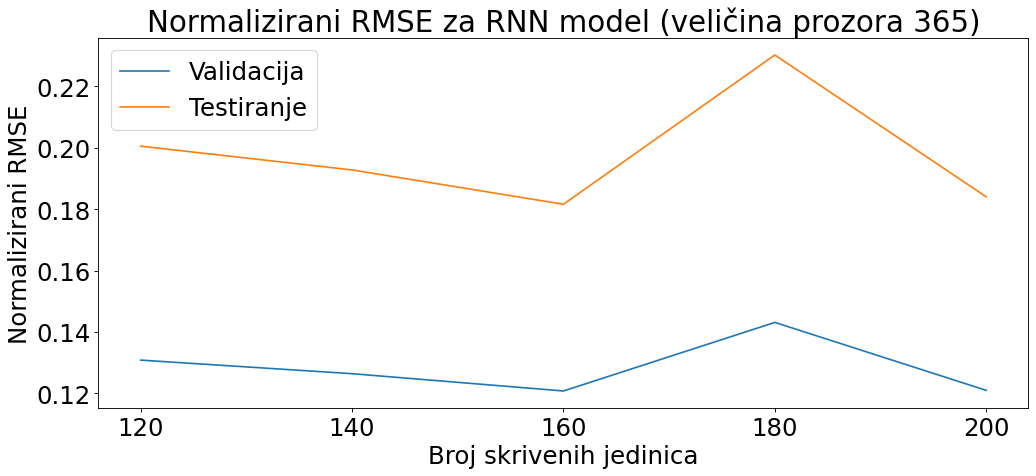 Normalizirani RMSE za RNN model (veličina prozora 365)
Validacija
Testiranje
Normalizirani RMSE
0.22
0.20
0.18
0.16
0.14
0.12
120 140 160 180 200
Broj skrivenih jedinica